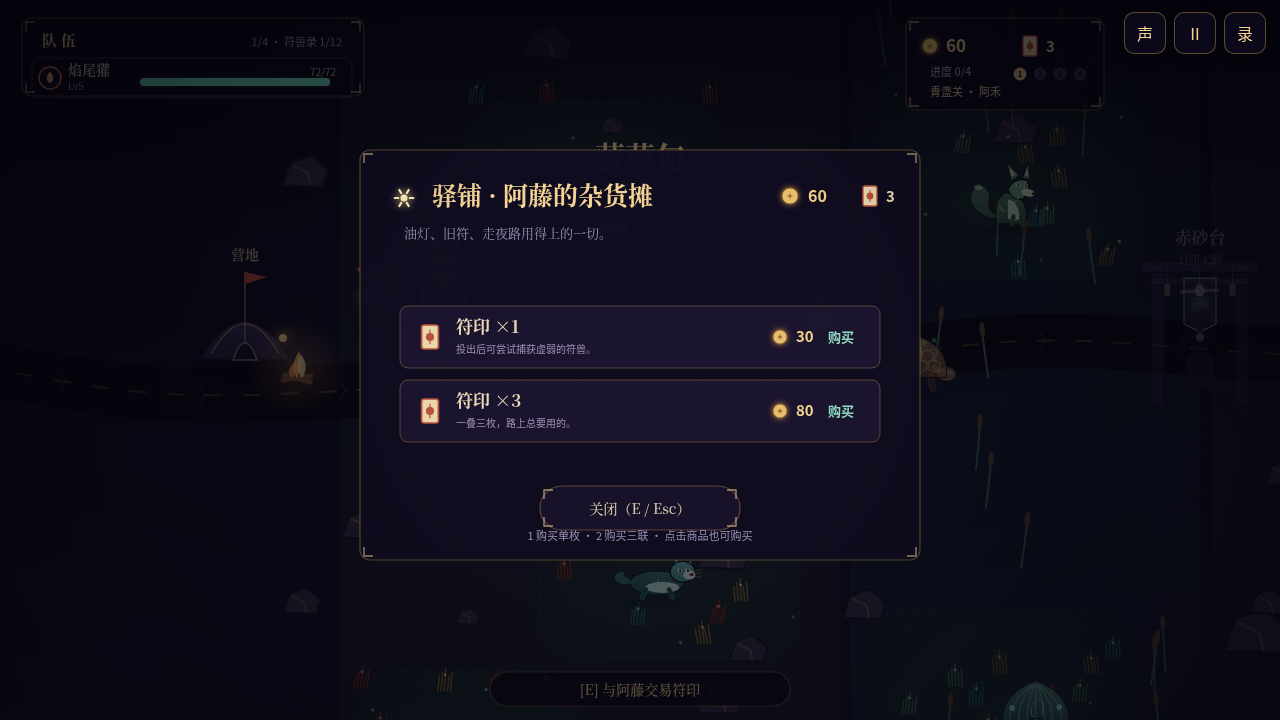 队 伍
1/4 · 符兽录 1/12
焰尾獾
72/72
Lv5
60
3
进度 0/4
1 2 3 4
青盏关 · 阿禾
声
II
录
驿铺 · 阿藤的杂货摊
60
3
油灯、旧符、走夜路用得上的一切。
营地
赤砂台
符印 ×1
投出后可尝试捕获虚弱的符兽。
30
购买
符印 ×3
一叠三枚，路上总要用的。
80
购买
关闭（E / Esc）
1 购买单枚 · 2 购买三联 · 点击商品也可购买
[E] 与阿藤交易符印